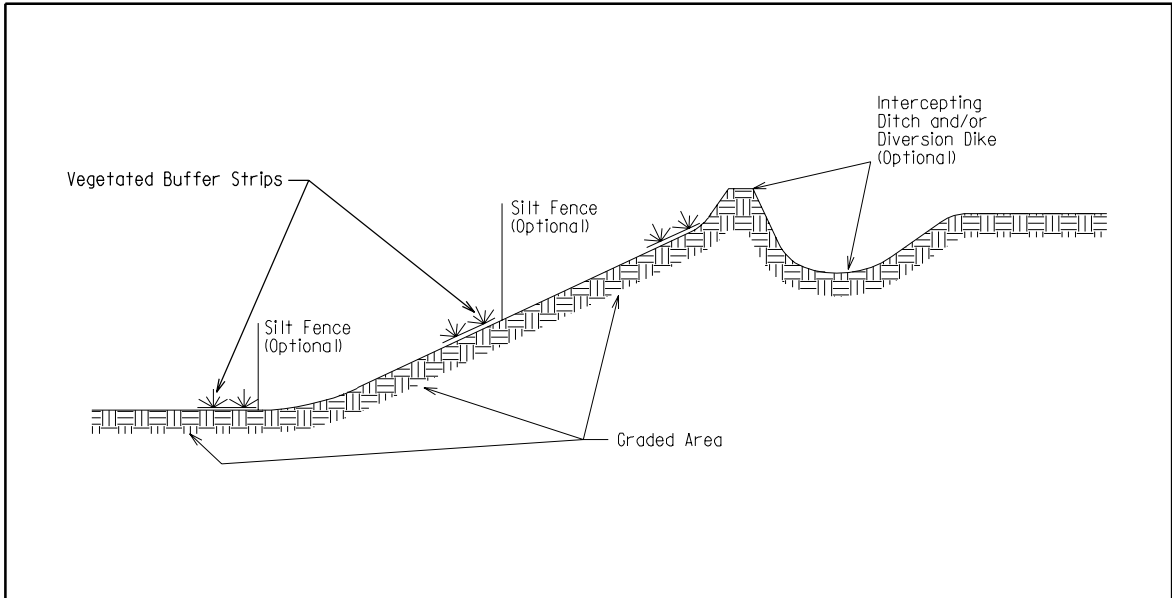 Intercepting
Ditch and/or
Diversion Dike
(Optional)
Vegetated Buffer Strips
Silt Fence
(Optional)
Silt Fence
(Optional)
Graded Area